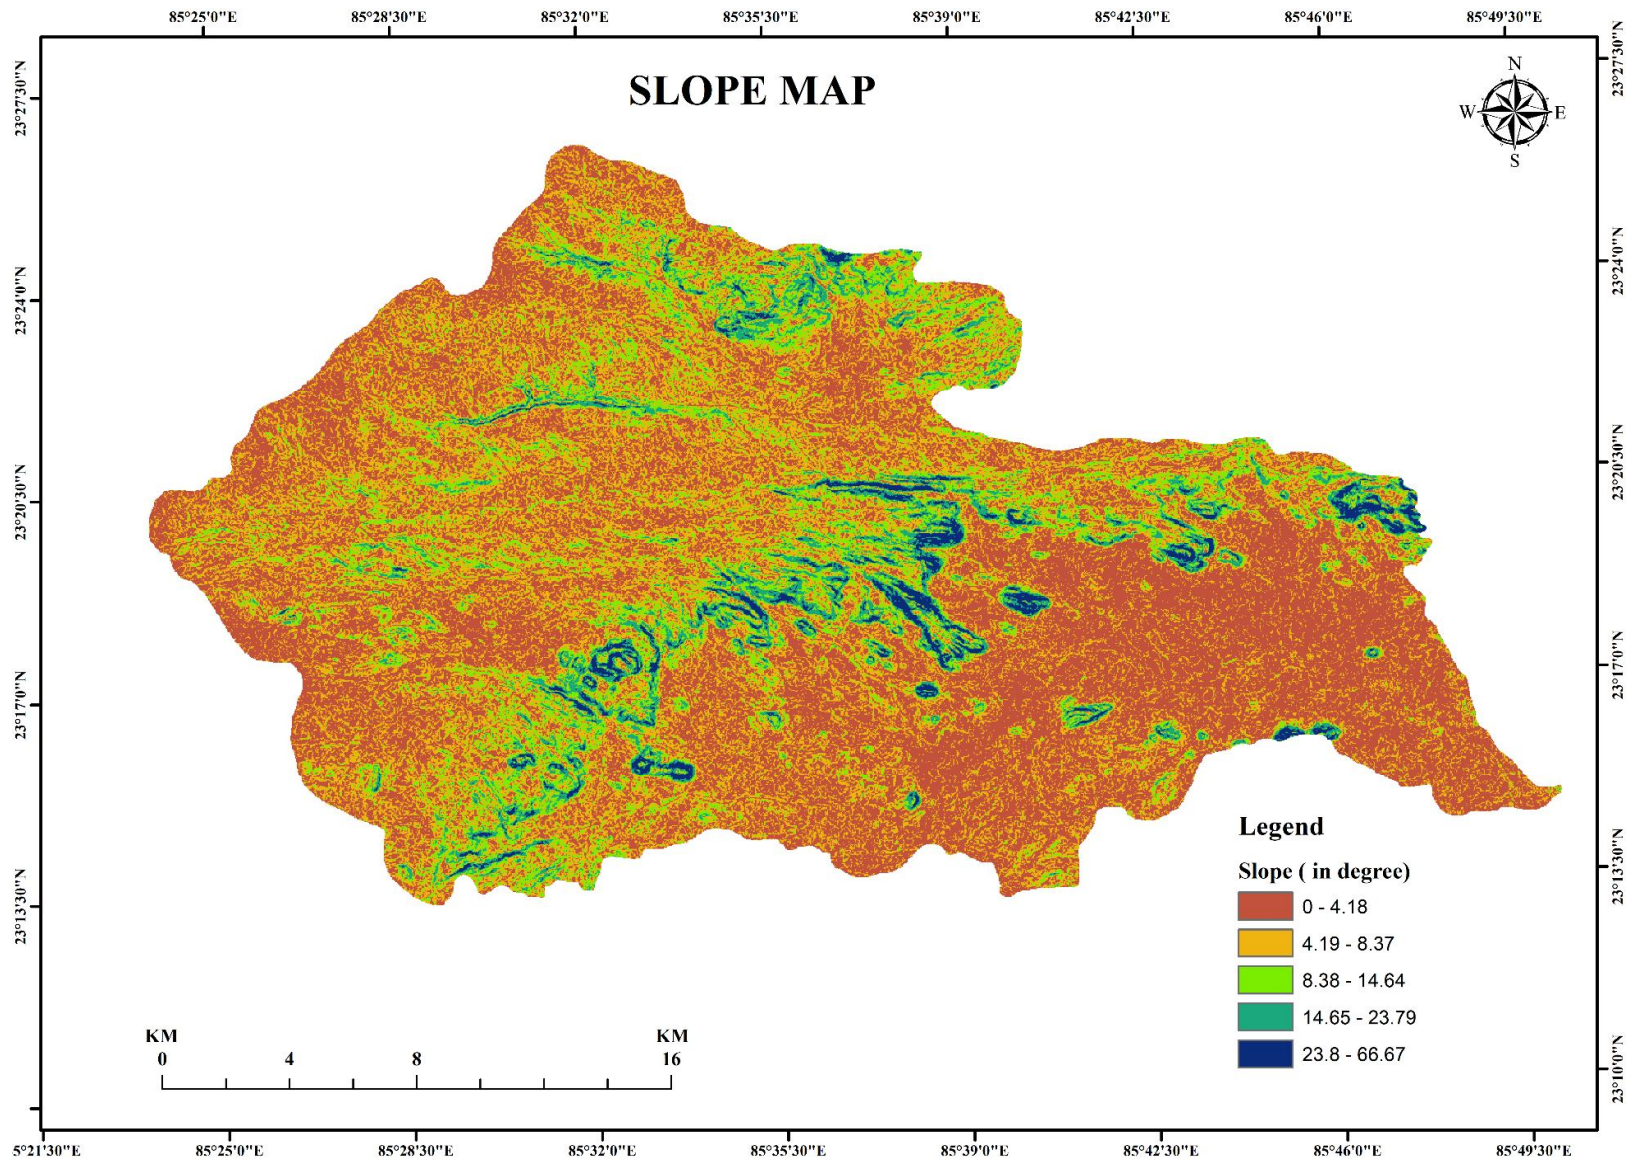 85°25'0"E 85°28'30"E 85°32'0"E 85°35'30"E 85°39'0"E 85°42'30"E 85°46'0"E 85°49'30"E
SLOPE MAP
N
W E
S
23°27'30"N
23°24'0"N
23°20'30"N
23°17'0"N
23°13'30"N
23°27'30"N
23°24'0"N
23°20'30"N
23°17'0"N
23°13'30"N
23°10'0"N
Legend
Slope ( in degree)
0 - 4.18
4.19 - 8.37
8.38 - 14.64
14.65 - 23.79
23.8 - 66.67
KM KM
0 4 8 16
5°21'30"E 85°25'0"E 85°28'30"E 85°32'0"E 85°35'30"E 85°39'0"E 85°42'30"E 85°46'0"E 85°49'30"E